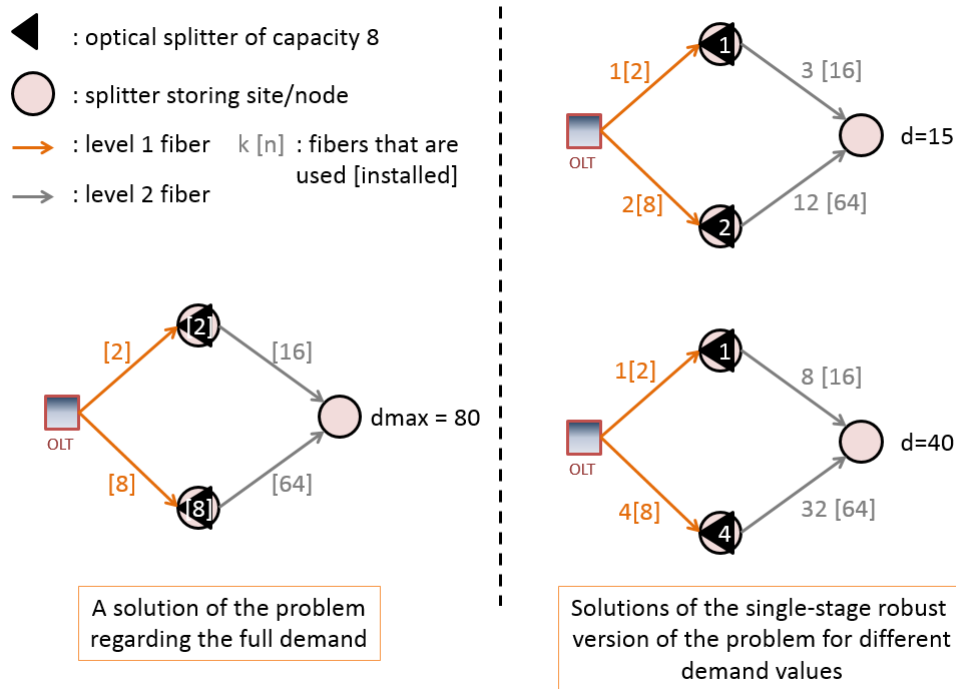 : optical splitter of capacity 8
: splitter storing site/node
: level 1 fiber
k [n] : fibers that are
used [installed]
: level 2 fiber
[2]
[2]
[16]
OLT
dmax = 80
[8]
[8]
[64]
A solution of the problem
regarding the full demand
1
1[2]
3 [16]
OLT
d=15
2[8]
12 [64]
2
1
1[2]
8 [16]
OLT
d=40
4[8]
32 [64]
4
Solutions of the single-stage robust
version of the problem for different
demand values